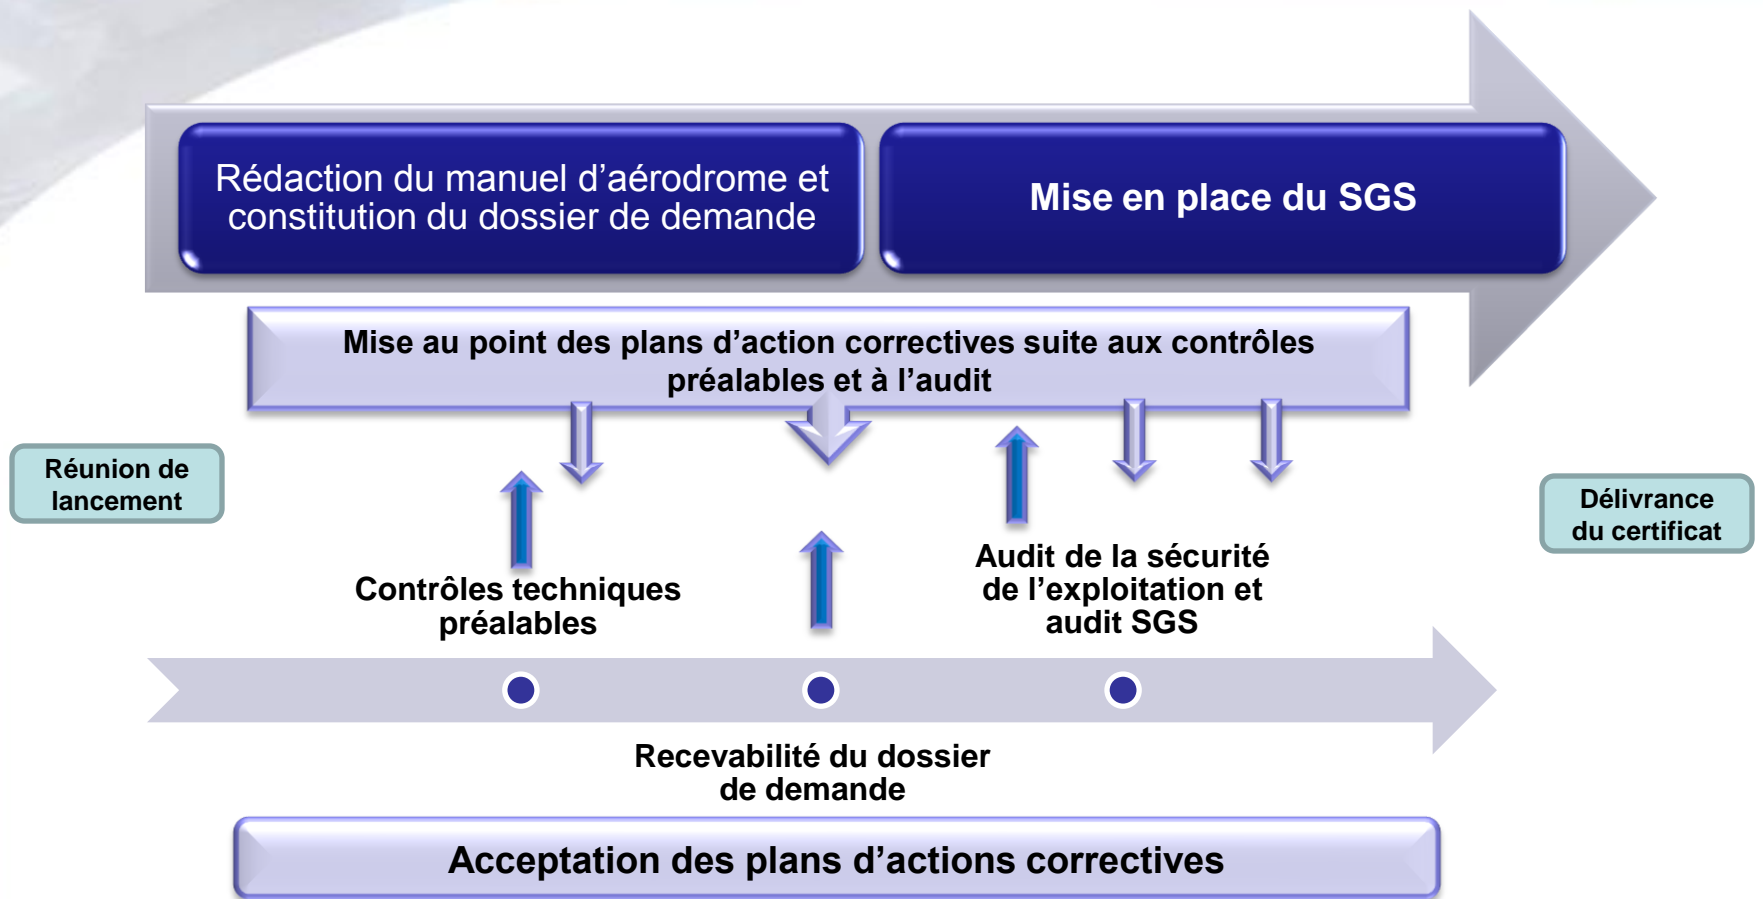 Rédaction du manuel d’aérodrome et
constitution du dossier de demande
Mise en place du SGS
Mise au point des plans d’action correctives suite aux contrôles
préalables et à l’audit
Réunion de
lancement
Délivrance
du certificat
Contrôles techniques
préalables
Audit de la sécurité
de l’exploitation et
audit SGS
Recevabilité du dossier
de demande
Acceptation des plans d’actions correctives